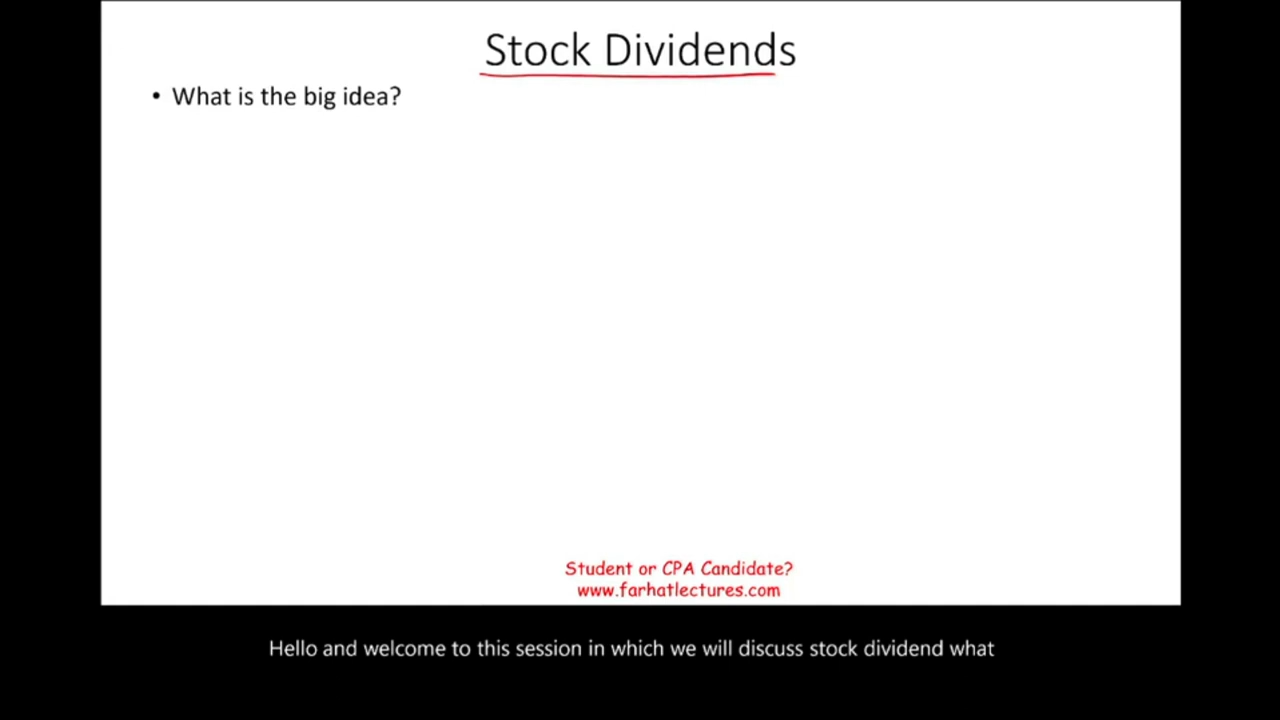 Stock Dividends
• What is the big idea?
Student or CPA Candidate?
www.farhatlectures.com
Hello and welcome to this session in which we will discuss stock dividend what